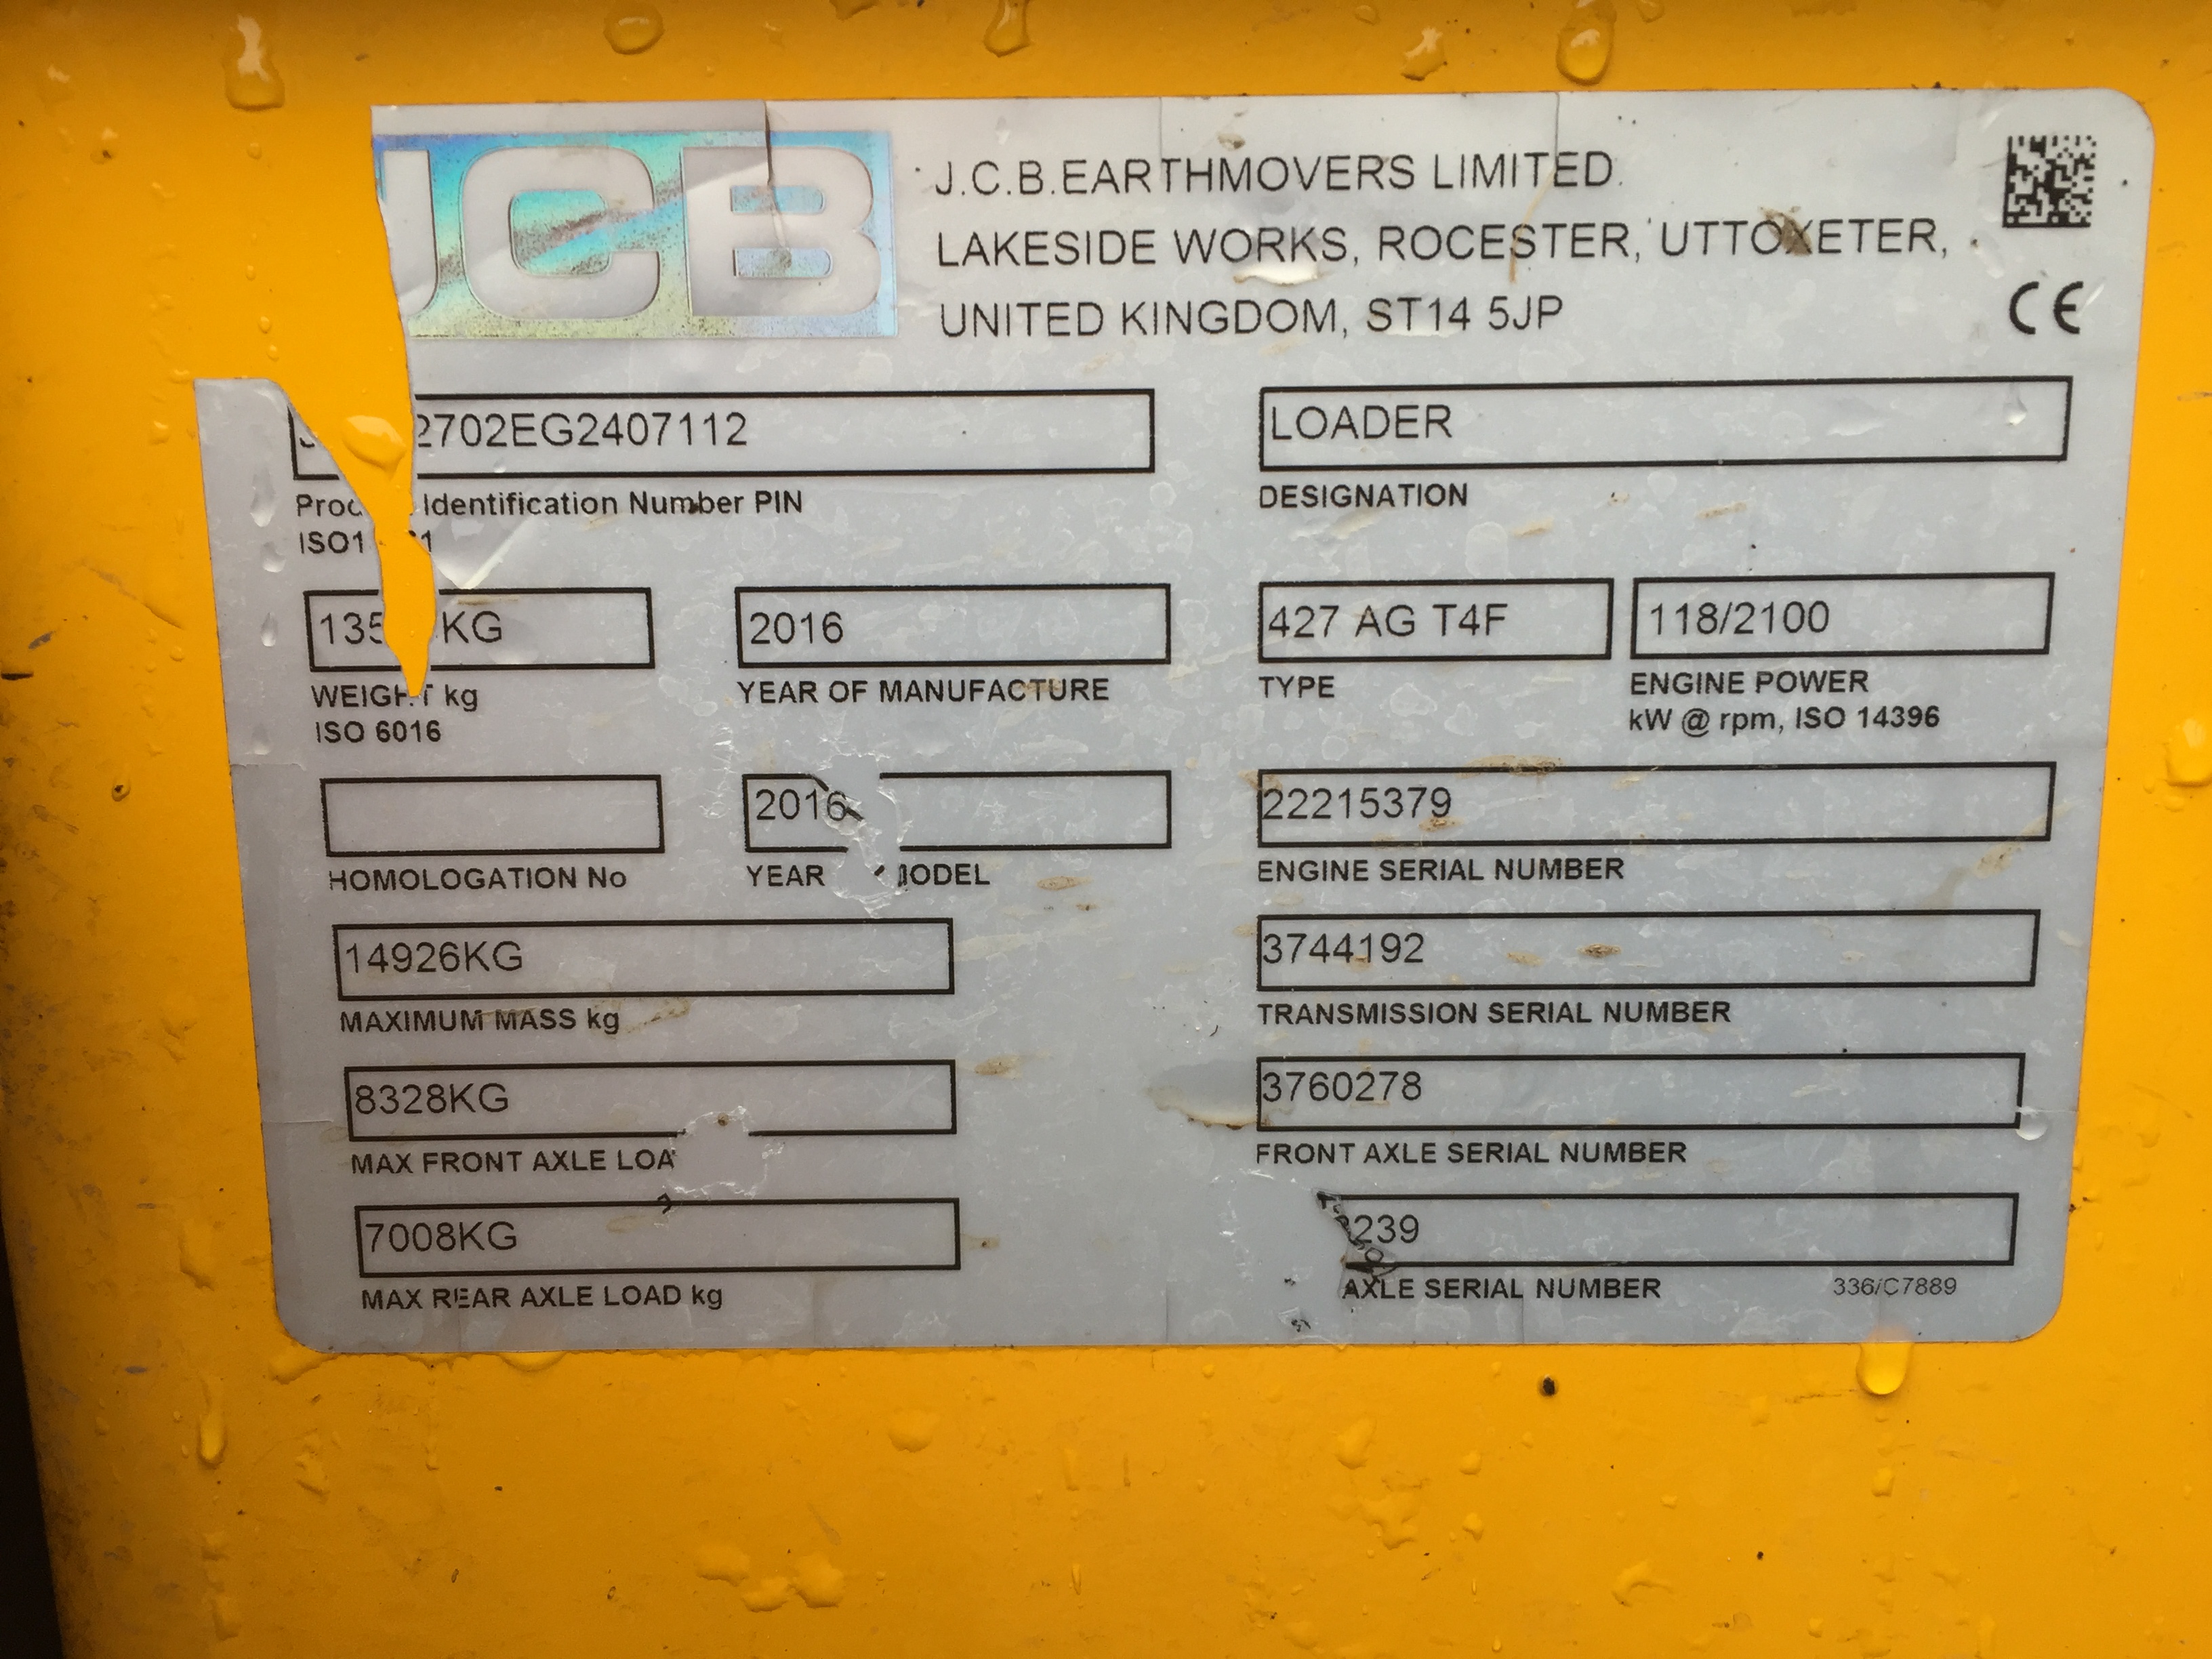 JCB
J.C.B.EARTHMOVERS LIMITED.
LAKESIDE WORKS, ROCESTER, UTTOXETER,
UNITED KINGDOM, ST14 5JP
CE
2702EG2407112
Identification Number PIN
LOADER
DESIGNATION
KG
WEIGHT kg
ISO 6016
2016
YEAR OF MANUFACTURE
427 AG T4F
TYPE
118/2100
ENGINE POWER
kW @ rpm, ISO 14396
HOMOLOGATION No
2016
YEAR MODEL
22215379
ENGINE SERIAL NUMBER
14926KG
MAXIMUM MASS kg
3744192
TRANSMISSION SERIAL NUMBER
8328KG
MAX FRONT AXLE
3760278
FRONT AXLE SERIAL NUMBER
7008KG
MAX REAR AXLE LOAD kg
239
AXLE SERIAL NUMBER
336/C7889